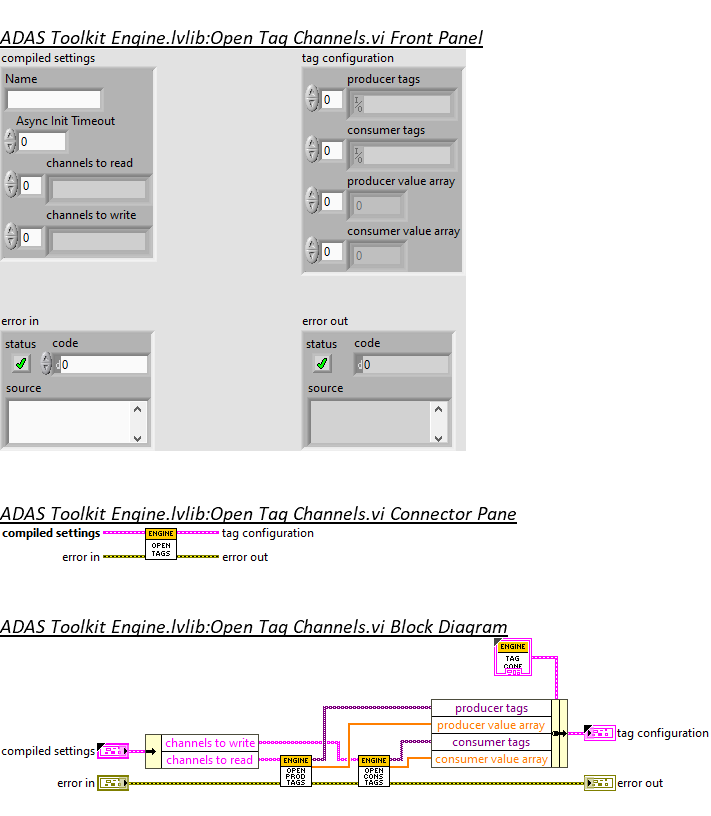 ADAS Toolkit Engine.lvlib:Open Tag Channels.vi Front Panel
compiled settings
Name
Async Init Timeout
0
channels to read
0
channels to write
0
tag configuration
producer tags
0
I/0
consumer tags
0
I/0
producer value array
0
0
consumer value array
0
0
error in
status
code
d0
source
error out
status
code
d0
source
ADAS Toolkit Engine.lvlib:Open Tag Channels.vi Connector Pane
compiled settings
ENGINE
OPEN
TAGS
tag configuration
error in
error out
ADAS Toolkit Engine.lvlib:Open Tag Channels.vi Block Diagram
ENGINE
TAG
CONF
producer tags
producer value array
consumer tags
consumer value array
tag configuration
compiled settings
channels to write
channels to read
ENGINE
OPEN
PROD
TAGS
ENGINE
OPEN
CONS
TAGS
error in
error out